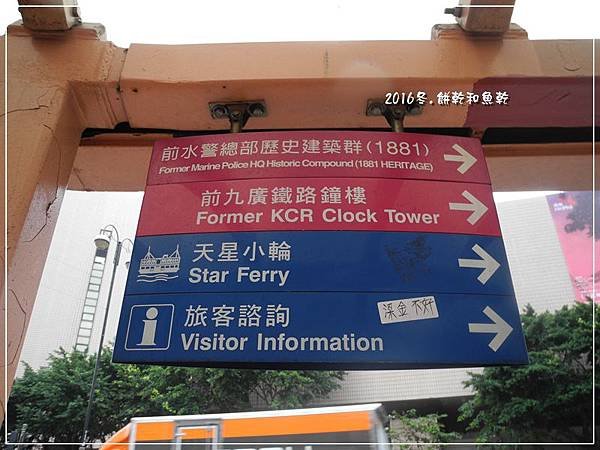 2016冬.餅乾和魚乾
前水警總部歷史建築群(1881)
Former Marine Police HQ Historic Compound (1881 HERITAGE)
前九廣鐵路鐘樓
Former KCR Clock Tower
天星小輪
Star Ferry
旅客諮詢
Visitor Information